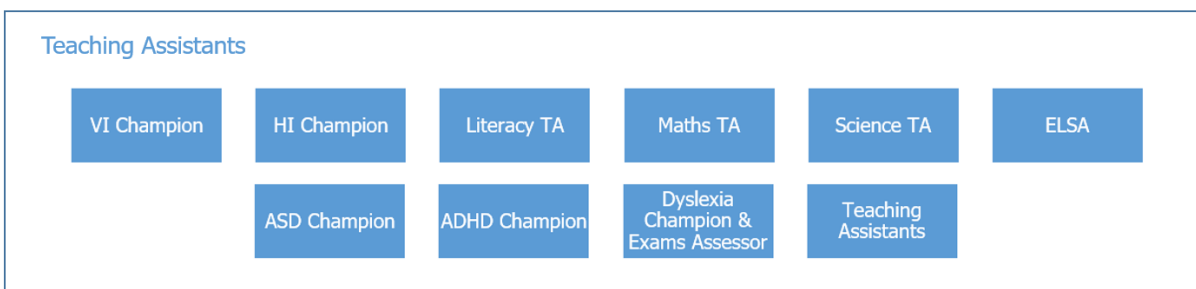 Teaching Assistants
VI Champion
HI Champion
Literacy TA
Maths TA
Science TA
ELSA
ASD Champion
ADHD Champion
Dyslexia
Champion &
Exams Assessor
Teaching
Assistants